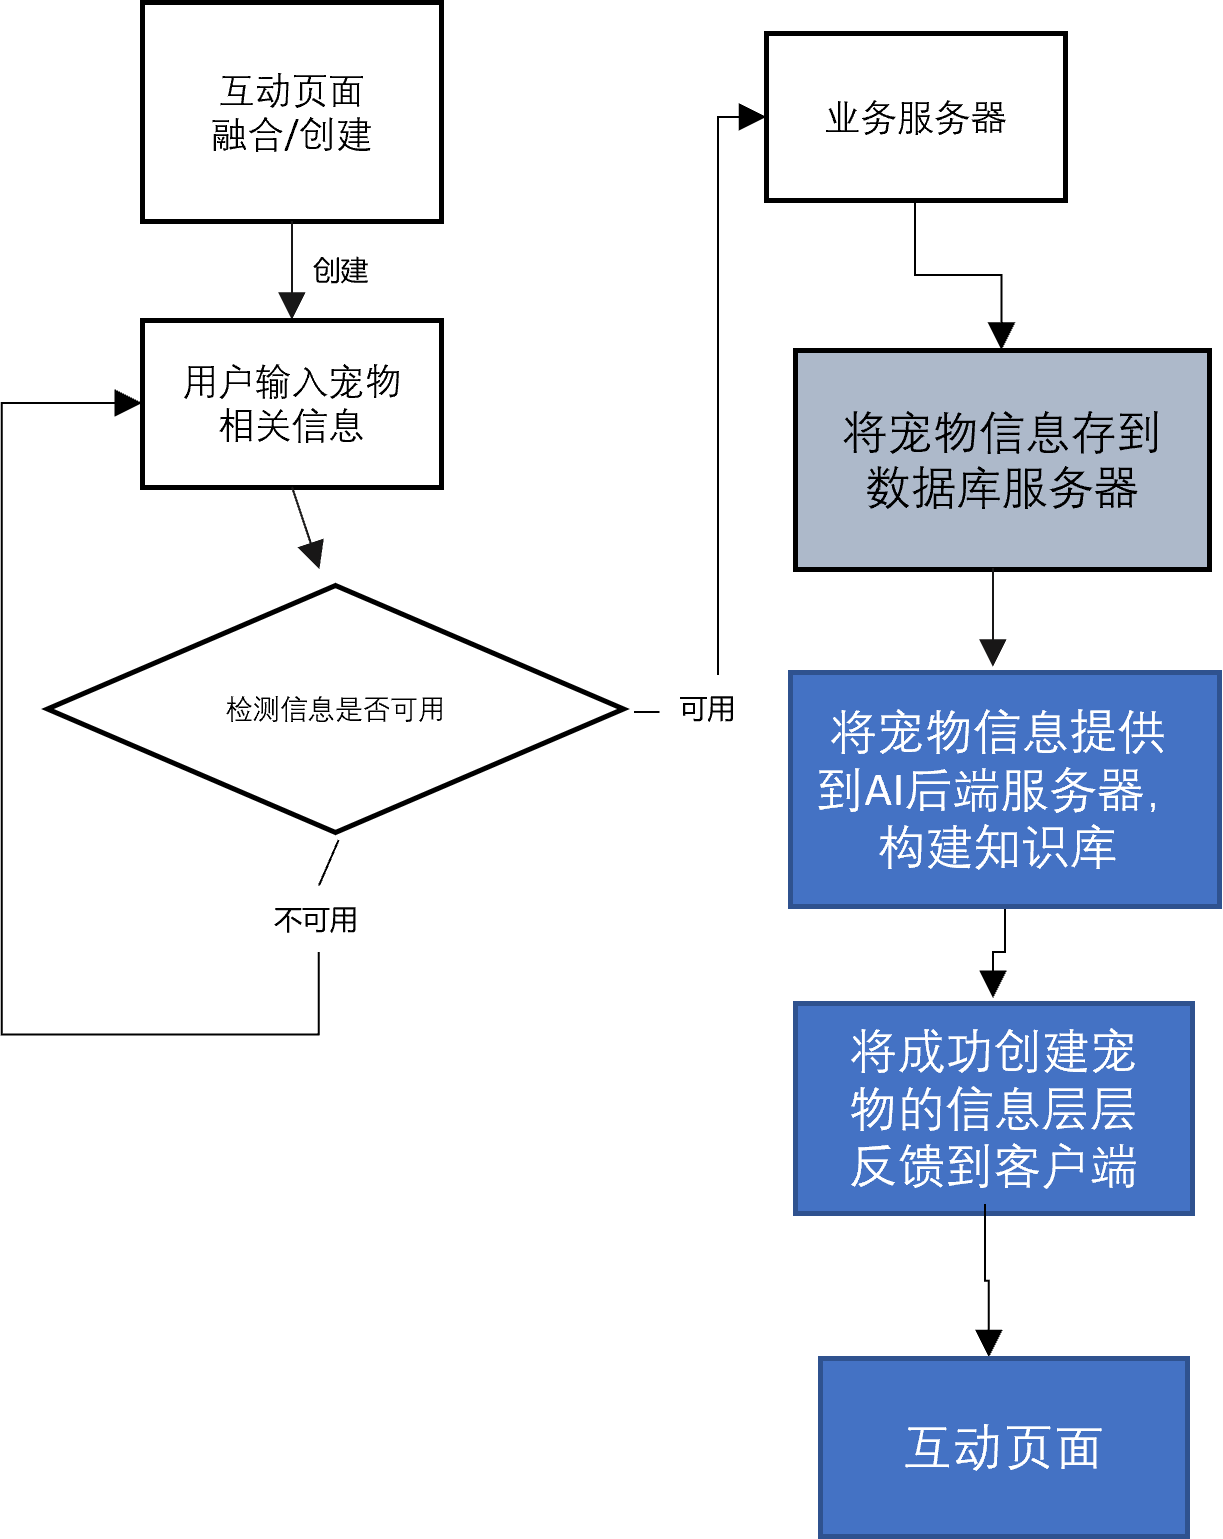 互动页面
融合/创建
创建
用户输入宠物
相关信息
检测信息是否可用
可用
不可用
业务服务器
将宠物信息存到
数据库服务器
将宠物信息提供
到AI后端服务器，
构建知识库
将成功创建宠
物的信息层层
反馈到客户端
互动页面